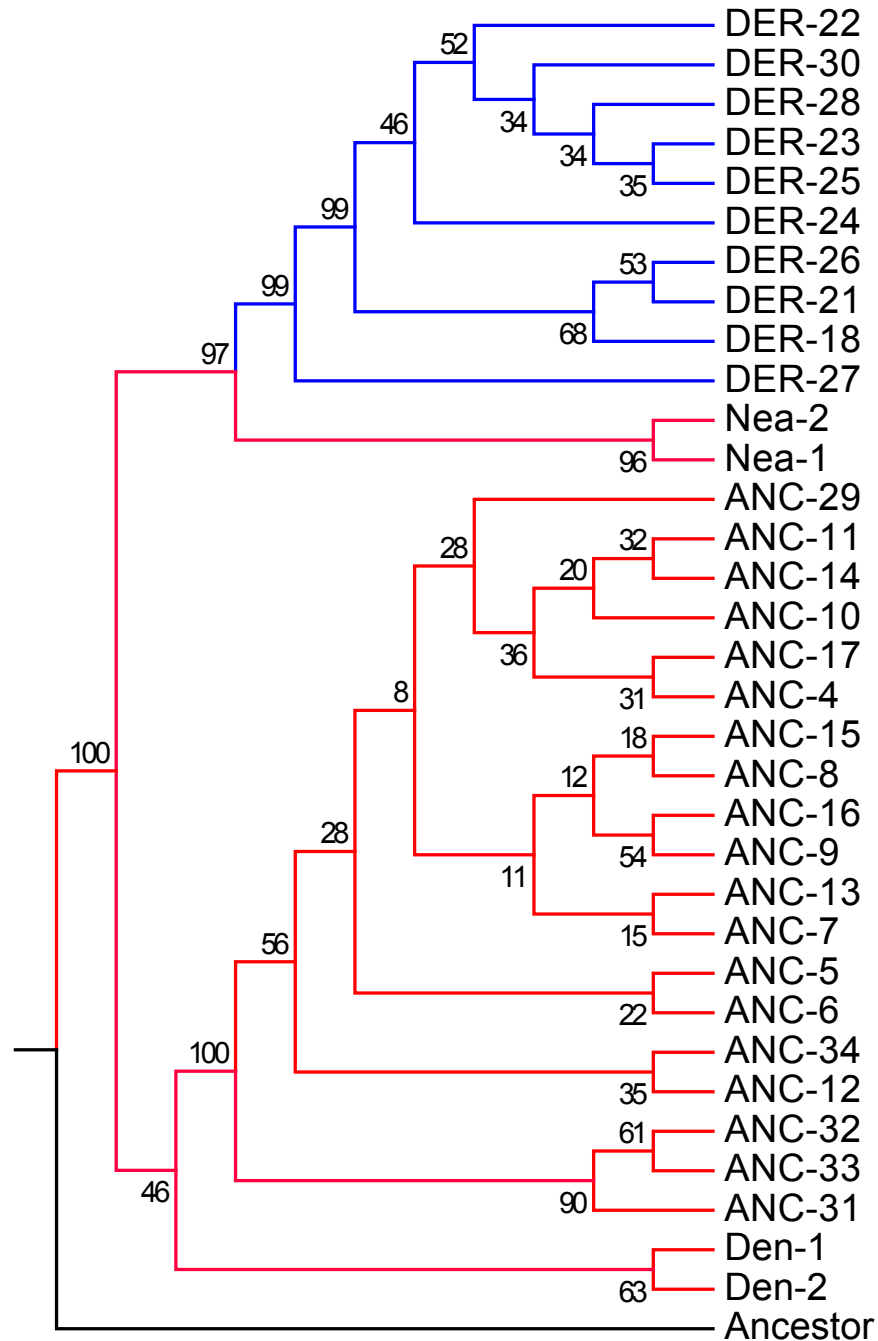 DER-22
52
DER-30
DER-28
46
34
DER-23
34
DER-25
35
99
DER-24
DER-26
53
99
DER-21
68
DER-18
97
DER-27
Nea-2
Nea-1
96
ANC-29
28
32
ANC-11
20
ANC-14
ANC-10
36
ANC-17
8
31
ANC-4
100
18
ANC-15
12
ANC-8
28
ANC-16
54
ANC-9
11
ANC-13
56
15
ANC-7
ANC-5
22
ANC-6
100
ANC-34
35
ANC-12
61
ANC-32
46
ANC-33
90
ANC-31
Den-1
63
Den-2
Ancestor